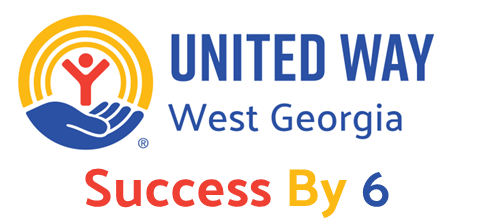 UNITED WAY
West Georgia
®
Success By 6